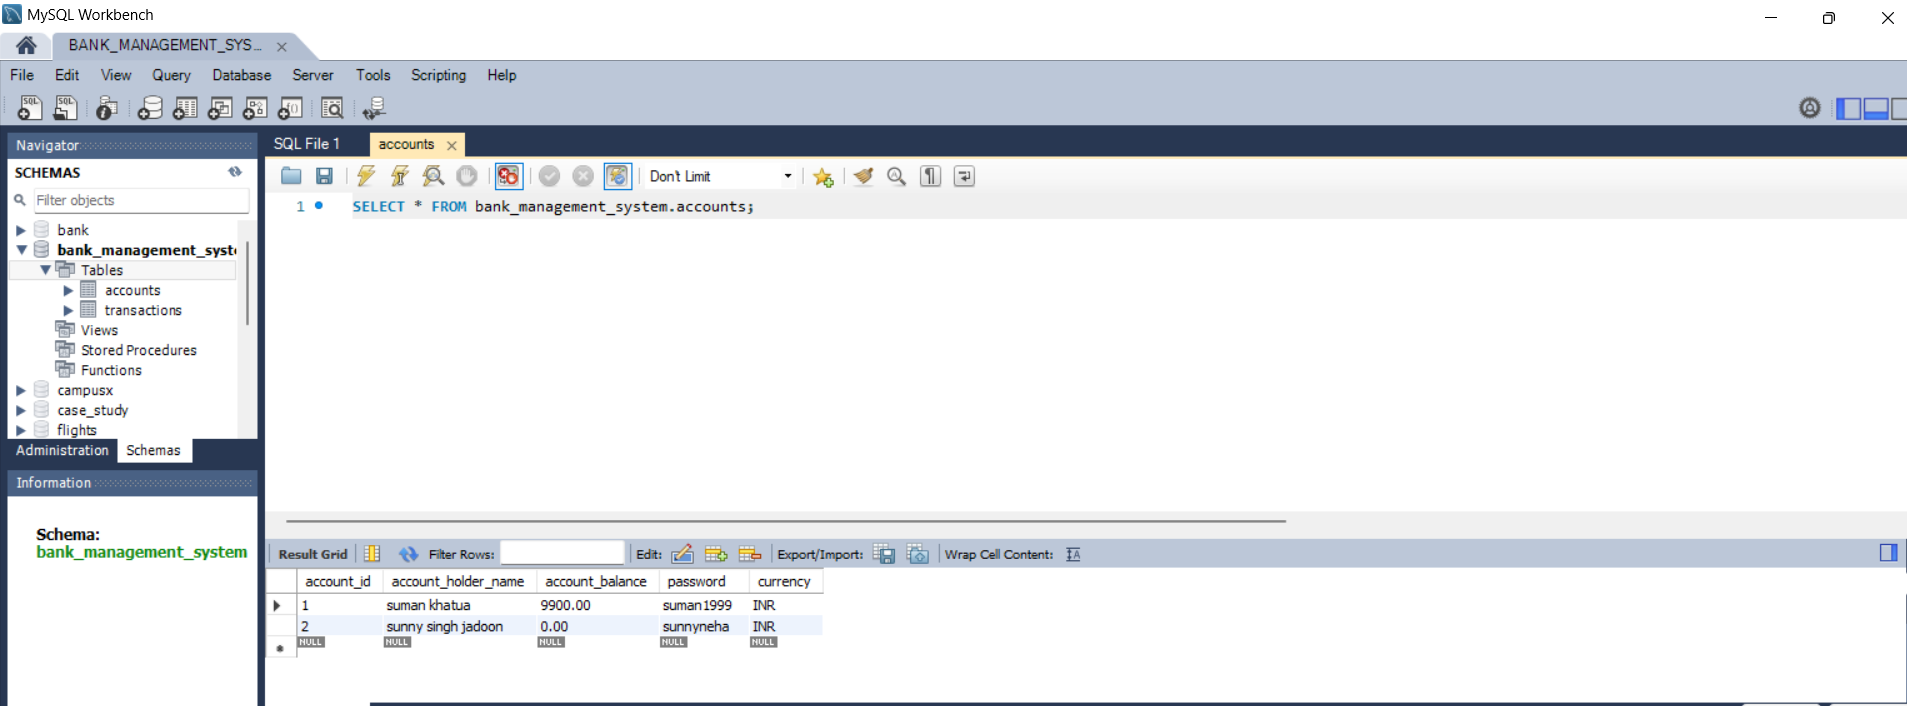 MySQL Workbench
BANK_MANAGEMENT_SYS...
File Edit View Query Database Server Tools Scripting Help
Navigator
SCHEMAS
Filter objects
bank
bank_management_syst
Tables
accounts
transactions
Views
Stored Procedures
Functions
campusx
case_study
flights
Administration Schemas
Information
Schema:
bank_management_system
SQL File 1 accounts
Don't Limit
1 SELECT * FROM bank_management_system.accounts;
Result Grid Filter Rows: Edit: Export/Import: Wrap Cell Content:
account_id account_holder_name account_balance password currency
1 suman khatua 9900.00 suman1999 INR
2 sunny singh jadoon 0.00 sunnyneha INR
NULL NULL NULL NULL NULL